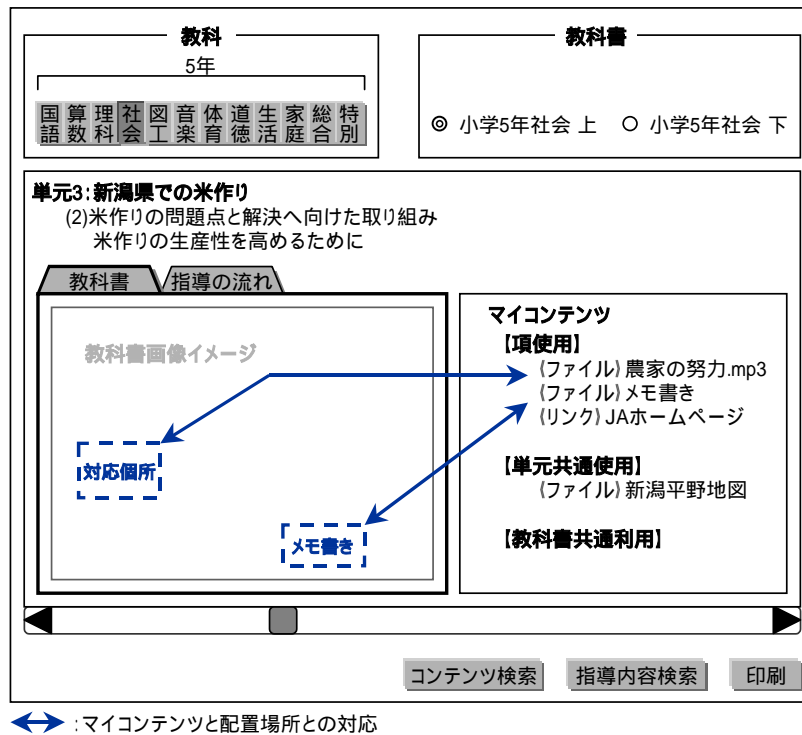 教科
5年
国語 算数 理科 社会 図工 音楽 体育 道徳 生活 家庭 総合 特別
教科書
◎ 小学5年社会 上 ○ 小学5年社会 下
単元3:新潟県での米作り
(2)米作りの問題点と解決へ向けた取り組み
米作りの生産性を高めるために
教科書 指導の流れ
教科書画像イメージ
対応個所
メモ書き
マイコンテンツ
【項使用】
(ファイル)農家の努力.mp3
(ファイル)メモ書き
(リンク)JAホームページ
【単元共通使用】
(ファイル)新潟平野地図
【教科書共通利用】
コンテンツ検索 指導内容検索 印刷
:マイコンテンツと配置場所との対応